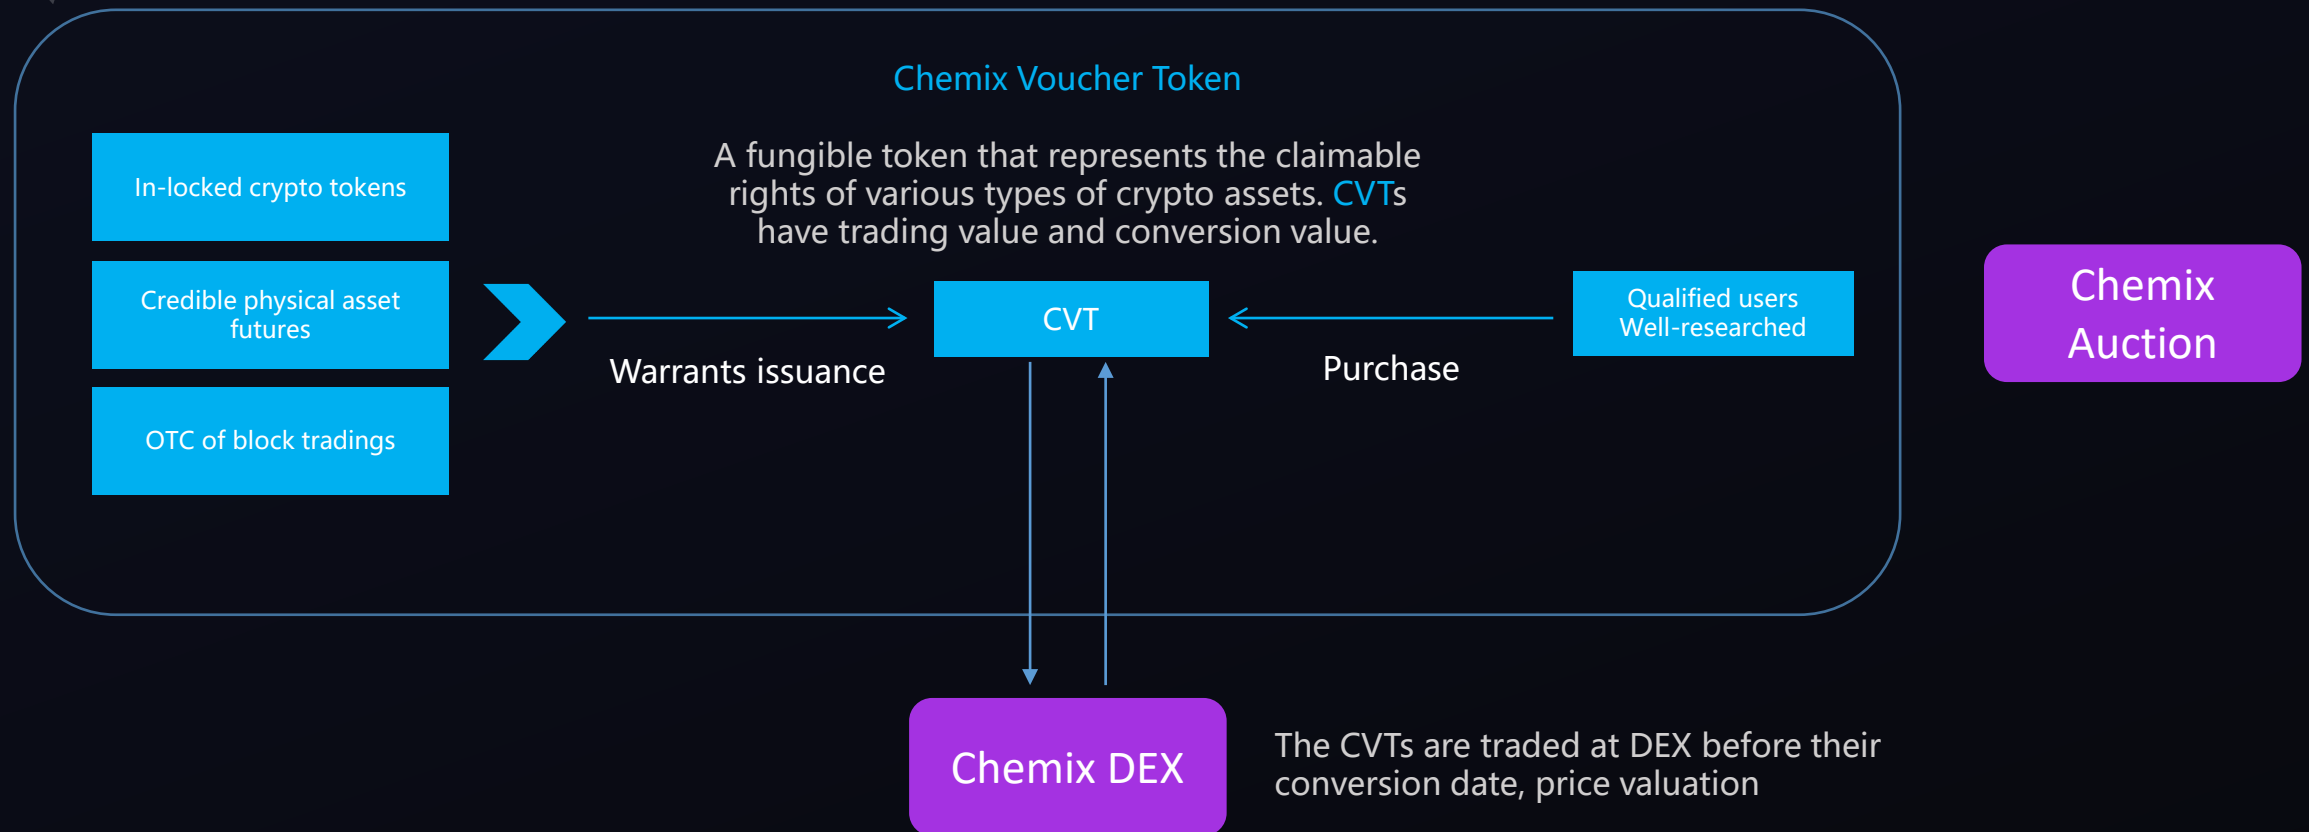 Chemix Voucher Token
A fungible token that represents the claimable
rights of various types of crypto assets. CVTs
have trading value and conversion value.
In-locked crypto tokens
Credible physical asset
futures
OTC of block tradings
Warrants issuance
CVT
Purchase
Qualified users
Well-researched
Chemix
Auction
Chemix DEX
The CVTs are traded at DEX before their
conversion date, price valuation